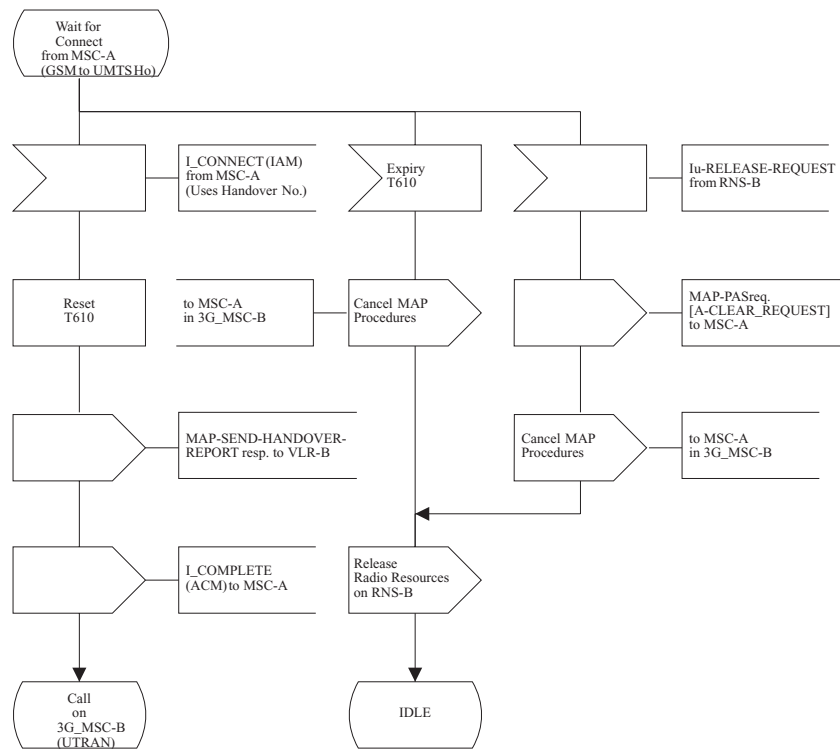 Wait for
Connect
from MSC-A
(GSM to UMTS Ho)
I_CONNECT (IAM)
from MSC-A
(Uses Handover No.)
Expiry
T610
Iu-RELEASE-REQUEST
from RNS-B
Reset
T610
to MSC-A
in 3G_MSC-B
Cancel MAP
Procedures
MAP-PASreq.
[A-CLEAR_REQUEST]
to MSC-A
MAP-SEND-HANDOVER-
REPORT resp. to VLR-B
Cancel MAP
Procedures
to MSC-A
in 3G_MSC-B
I_COMPLETE
(ACM) to MSC-A
Release
Radio Resources
on RNS-B
Call
on
3G_MSC-B
(UTRAN)
IDLE